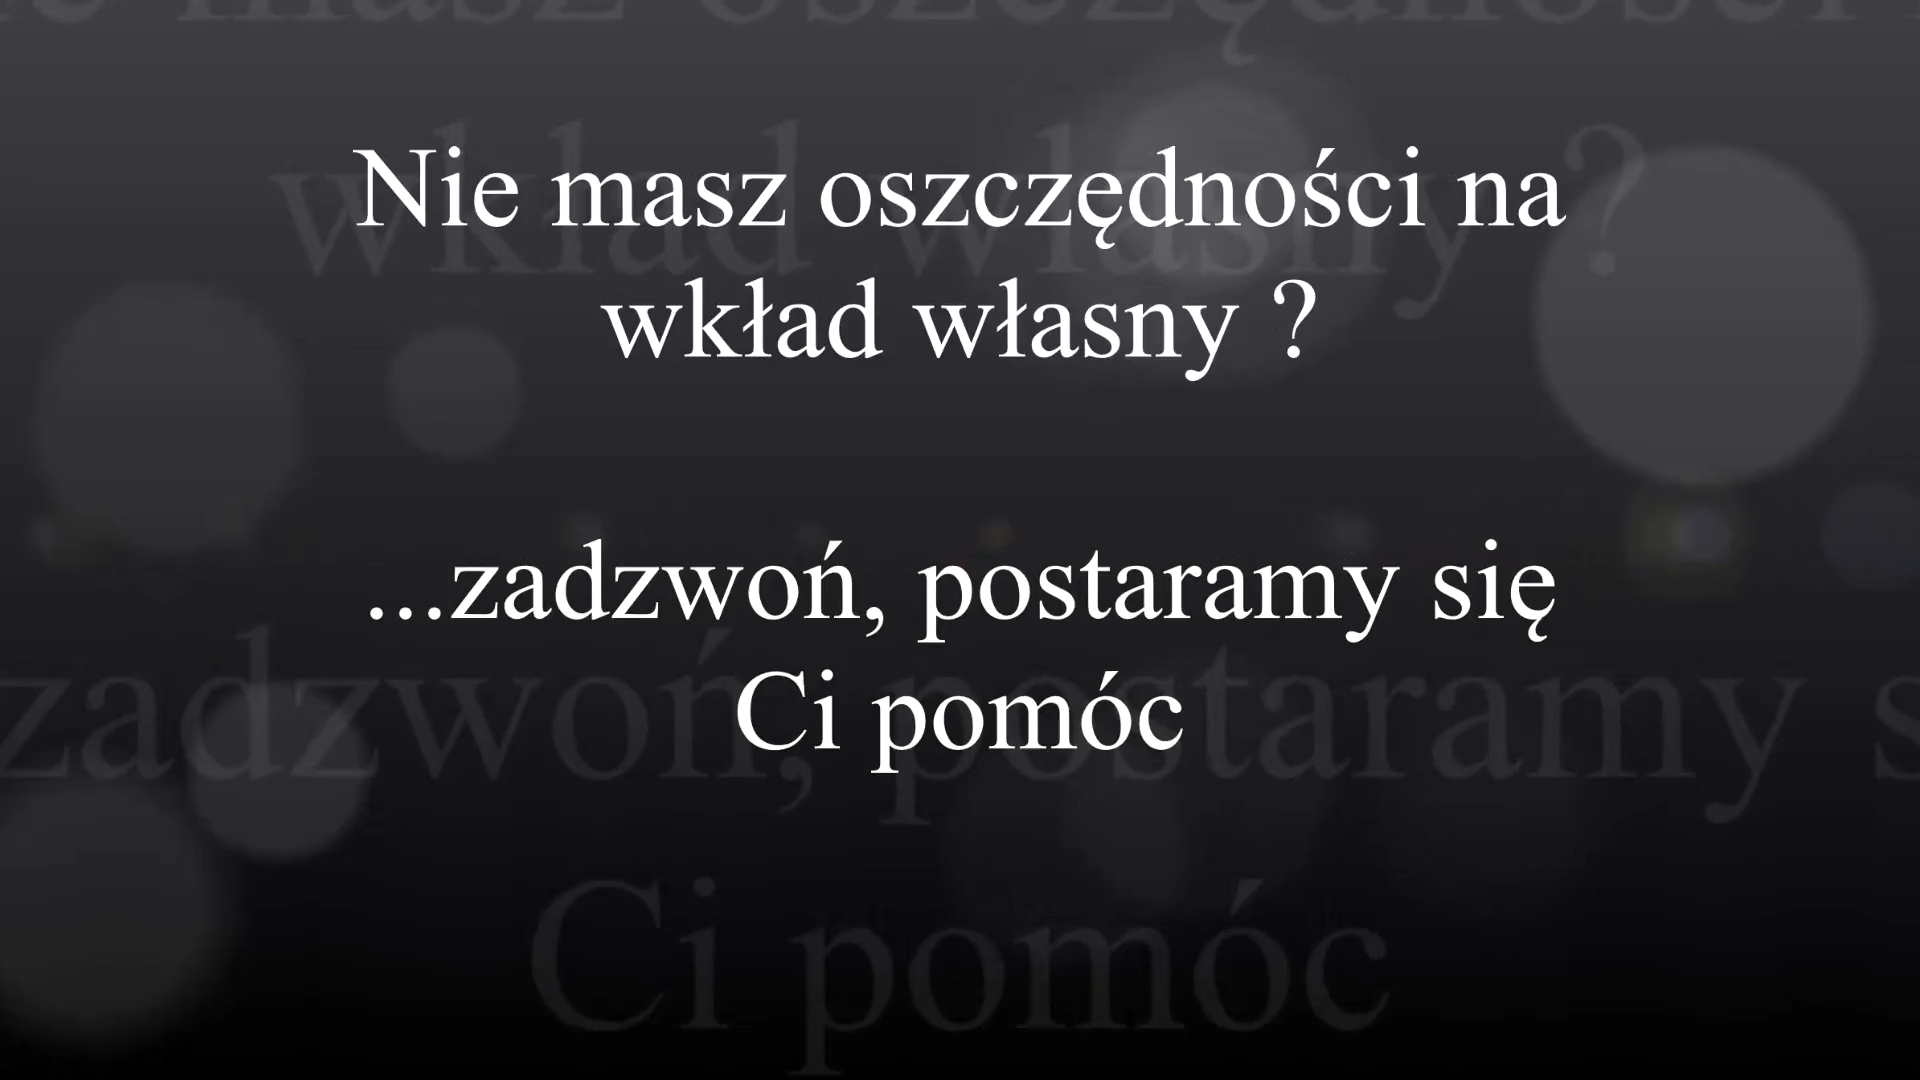 Nie masz oszczędności na
wkład własny ?
...zadzwoń, postaramy się
Ci pomóc